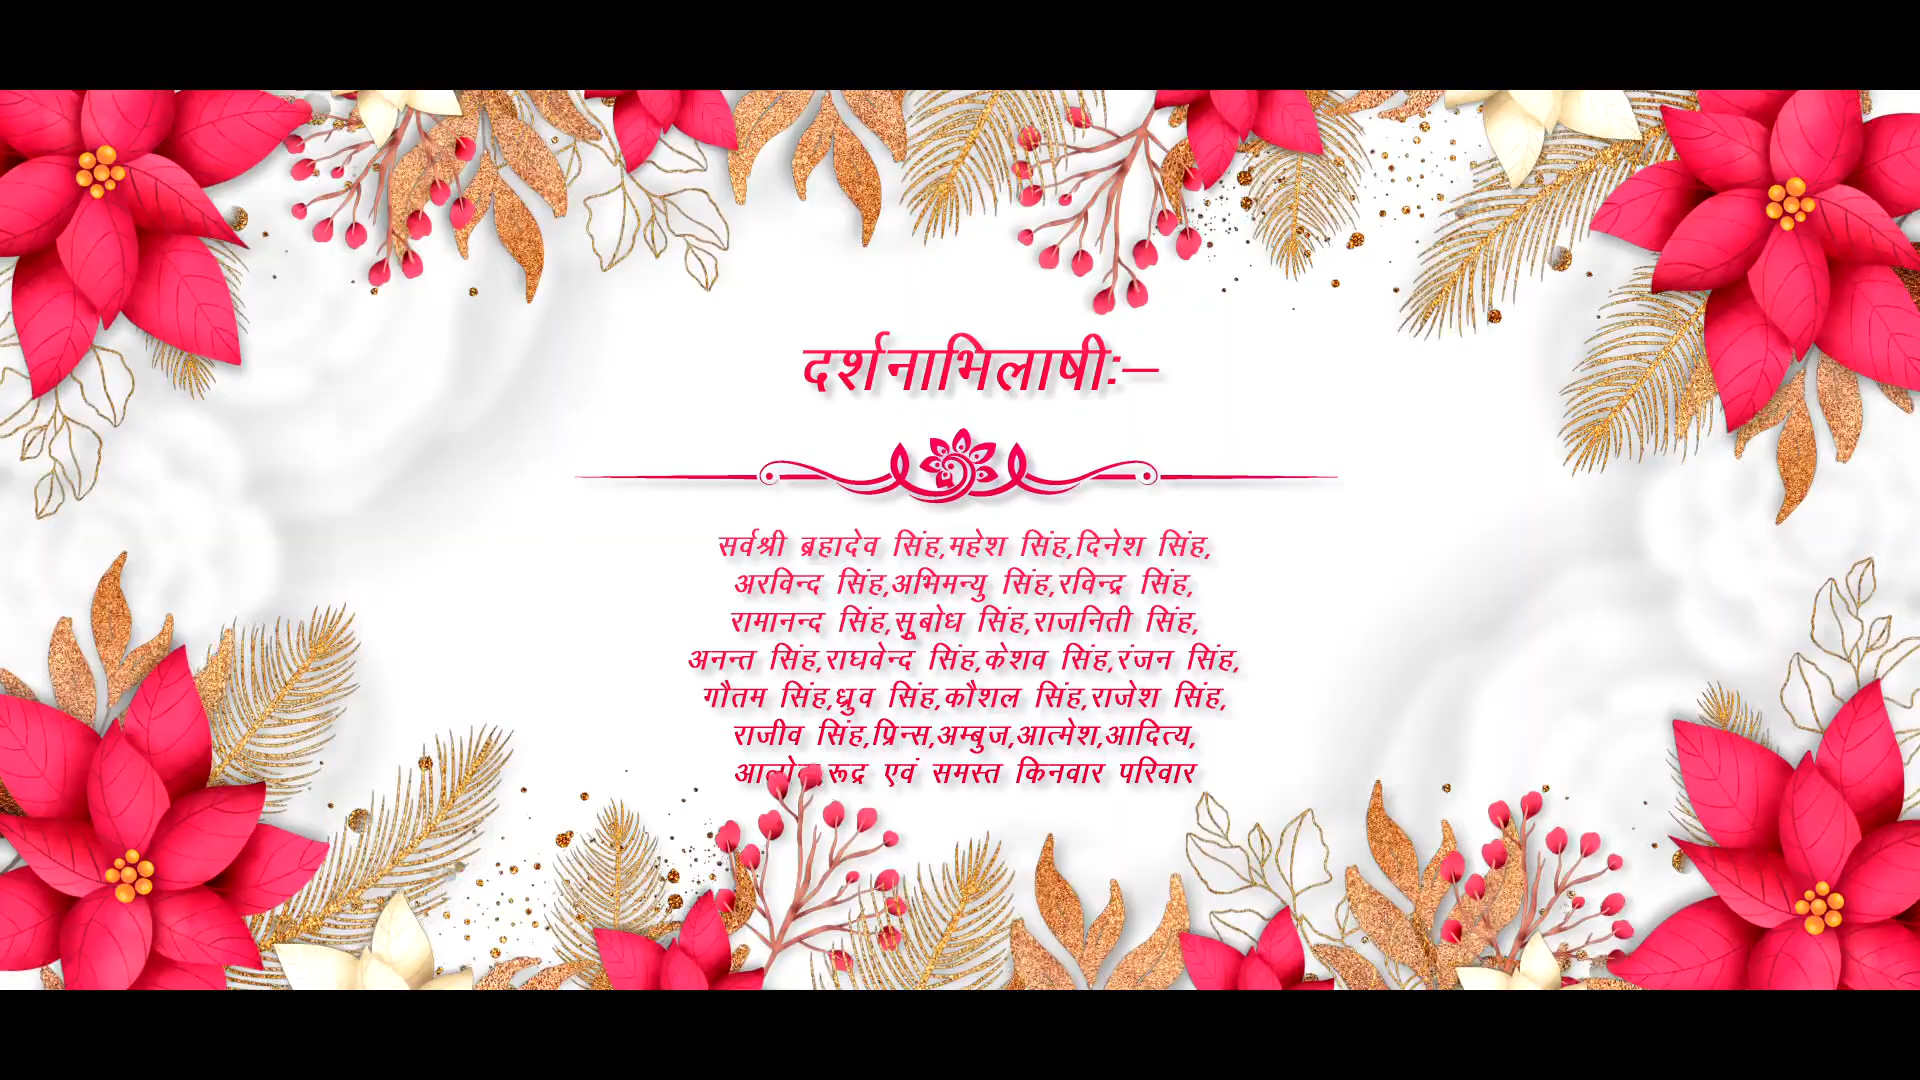 दर्शनाभिलाषीः–
सर्वश्री ब्रहादेव सिंह,महेश सिंह,दिनेश सिंह,
अरविन्द सिंह,अभिमन्यु सिंह,रविन्द्र सिंह,
रामानन्द सिंह,सूुबोध सिंह,राजनिती सिंह,
अनन्त सिंह,राघवेन्द सिंह,केशव सिंह,रंजन सिंह,
गौतम सिंह,ध्रुव सिंह,कौशल सिंह,राजेश सिंह,
राजीव सिंह,प्रिन्स,अम्बुज,आत्मेश,आदित्य,
रूद्र एवं समस्त किनवार परिवार